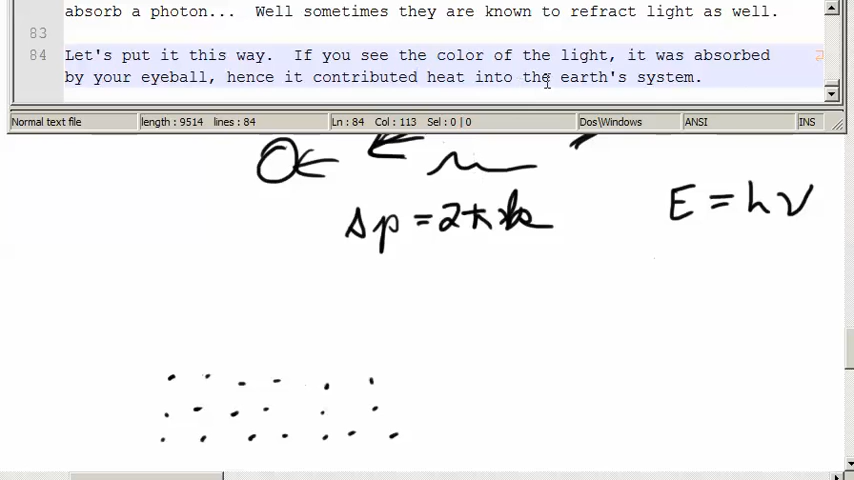 absorb a photon...  Well sometimes they are known to refract light as well.
83
84 Let's put it this way.  If you see the color of the light, it was absorbed
by your eyeball, hence it contributed heat into the earth's system.
Normal text file length : 9514 lines : 84 Ln : 84 Col : 113 Sel : 0 | 0 Dos\Windows ANSI INS
Δp = 2ħk
E = hν